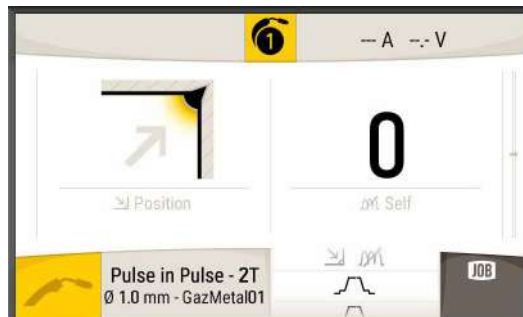 1 --- A --.- V
0
Position Self
Pulse in Pulse - 2T
Ø 1.0 mm - GazMetal01
JOB